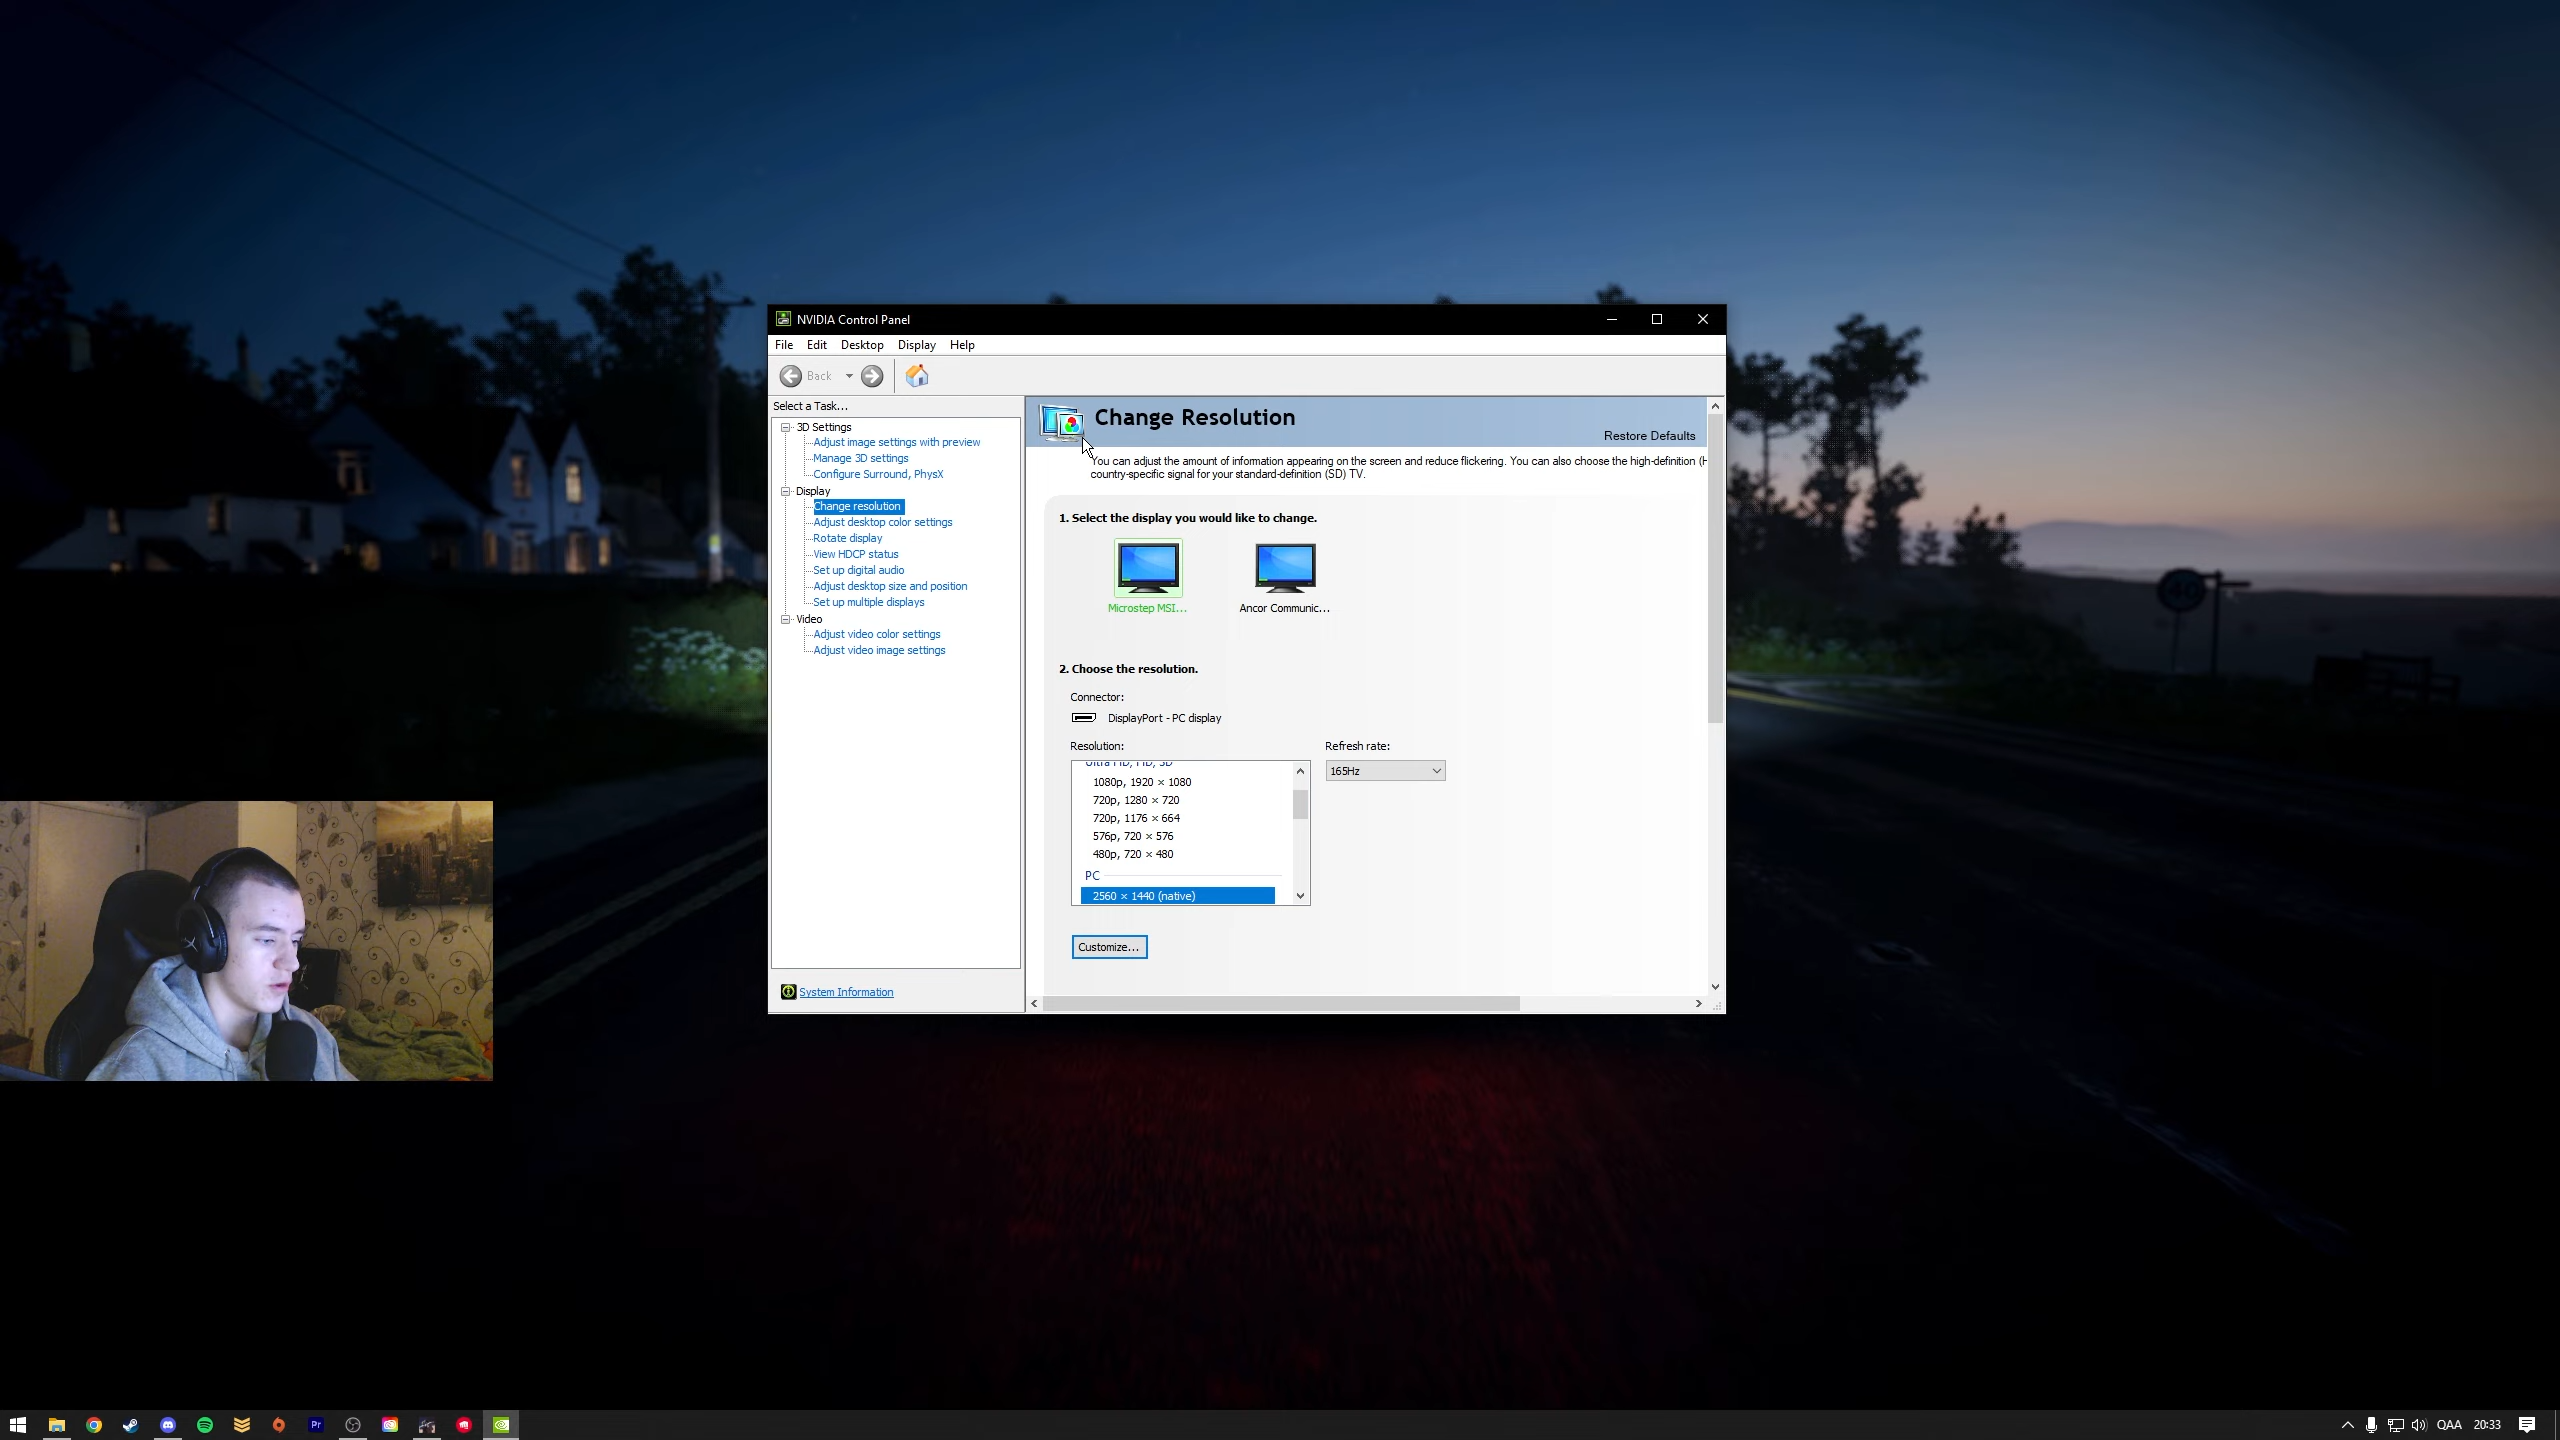 NVIDIA Control Panel
File Edit Desktop Display Help
Back
Select a Task...
3D Settings
Adjust image settings with preview
Manage 3D settings
Configure Surround, PhysX
Display
Change resolution
Adjust desktop color settings
Rotate display
View HDCP status
Set up digital audio
Adjust desktop size and position
Set up multiple displays
Video
Adjust video color settings
Adjust video image settings
System Information
Change Resolution
Restore Defaults
You can adjust the amount of information appearing on the screen and reduce flickering. You can also choose the high-definition (H
country-specific signal for your standard-definition (SD) TV.
1. Select the display you would like to change.
Microstep MSI...
Ancor Communic...
2. Choose the resolution.
Connector:
DisplayPort - PC display
Resolution:
Refresh rate:
165Hz
Ultra HD, HD, SD
1080p, 1920 × 1080
720p, 1280 × 720
720p, 1176 × 664
576p, 720 × 576
480p, 720 × 480
PC
2560 × 1440 (native)
Customize...
Pr
QAA 20:33